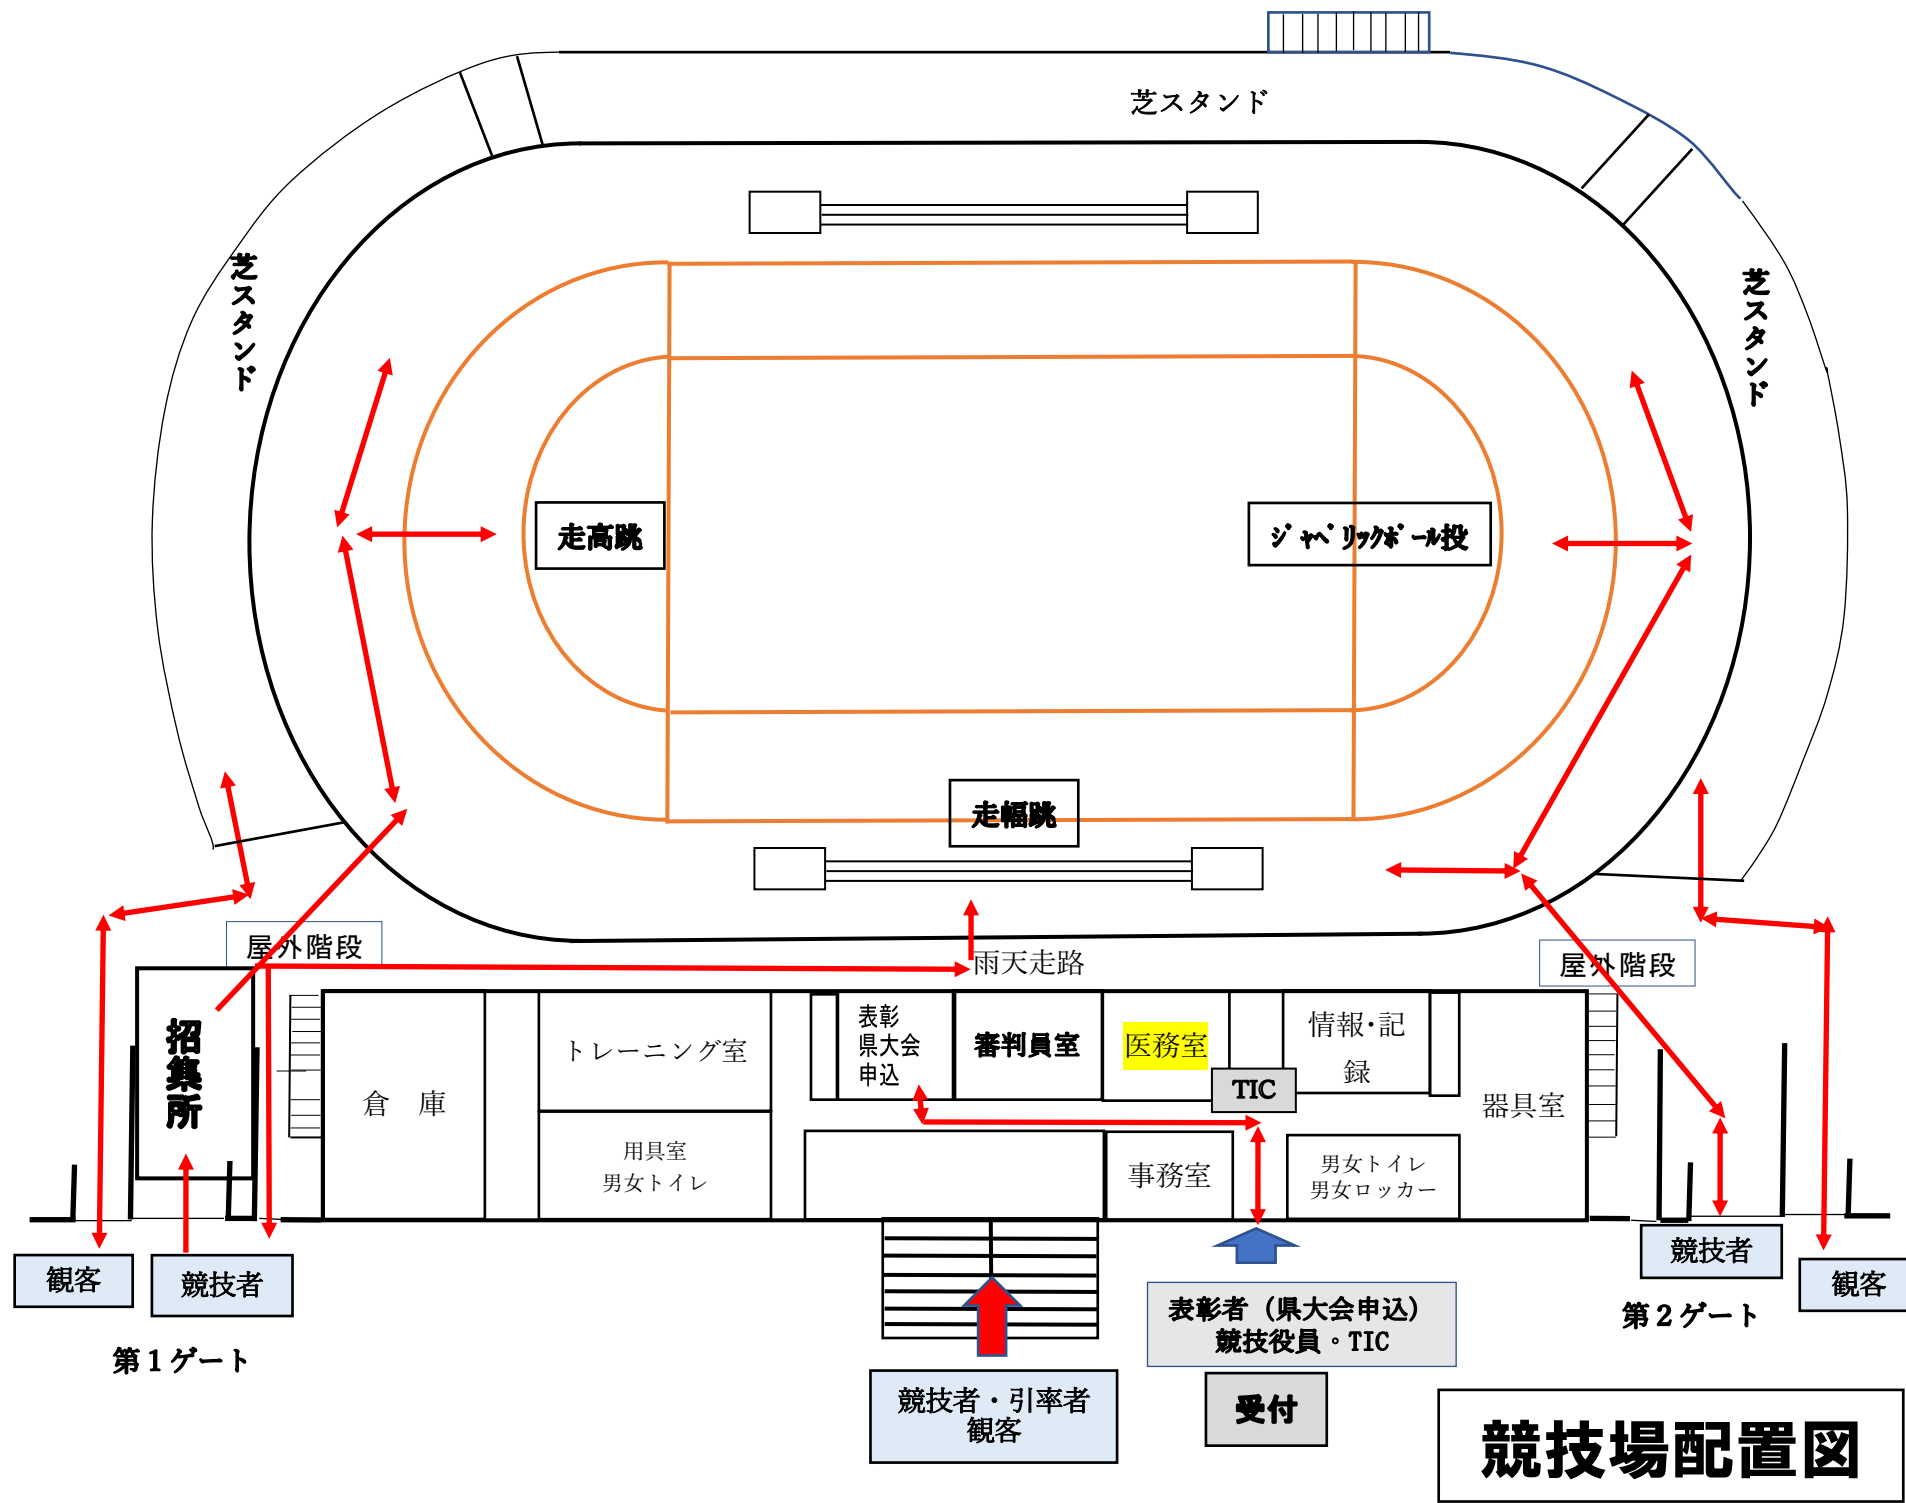 芝スタンド
芝スタンド
芝スタンド
走高跳
ｼﾞｬﾍﾞﾘｯｸﾎﾞｰﾙ投
走幅跳
屋外階段
雨天走路
屋外階段
招集所
倉　庫
トレーニング室
用具室
男女トイレ
表彰
県大会
申込
審判員室
医務室
TIC
情報・記
録
器具室
事務室
男女トイレ
男女ロッカー
観客
競技者
第１ゲート
競技者
観客
第２ゲート
表彰者（県大会申込）
競技役員・TIC
受付
競技者・引率者
観客
競技場配置図